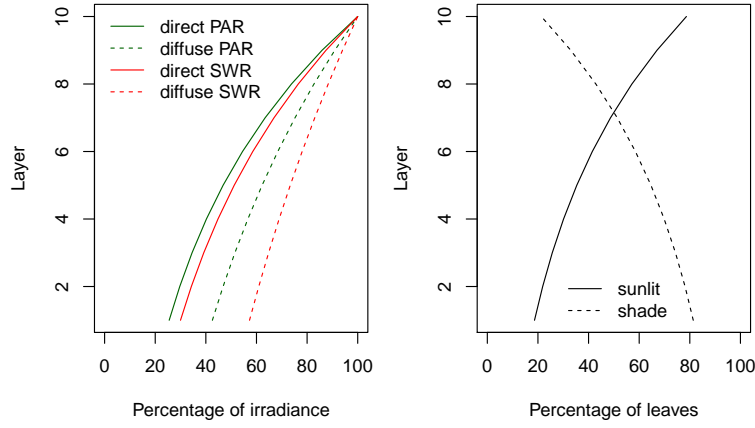 direct PAR
diffuse PAR
direct SWR
diffuse SWR
10
8
6
4
2
Layer
0 20 40 60 80 100
Percentage of irradiance
sunlit
shade
10
8
6
4
2
Layer
0 20 40 60 80 100
Percentage of leaves